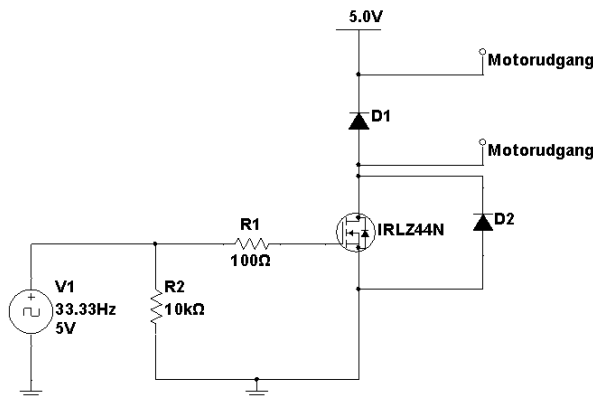 5.0V
Motorudgang
D1
Motorudgang
D2
IRLZ44N
R1
100Ω
V1
33.33Hz
5V
R2
10kΩ